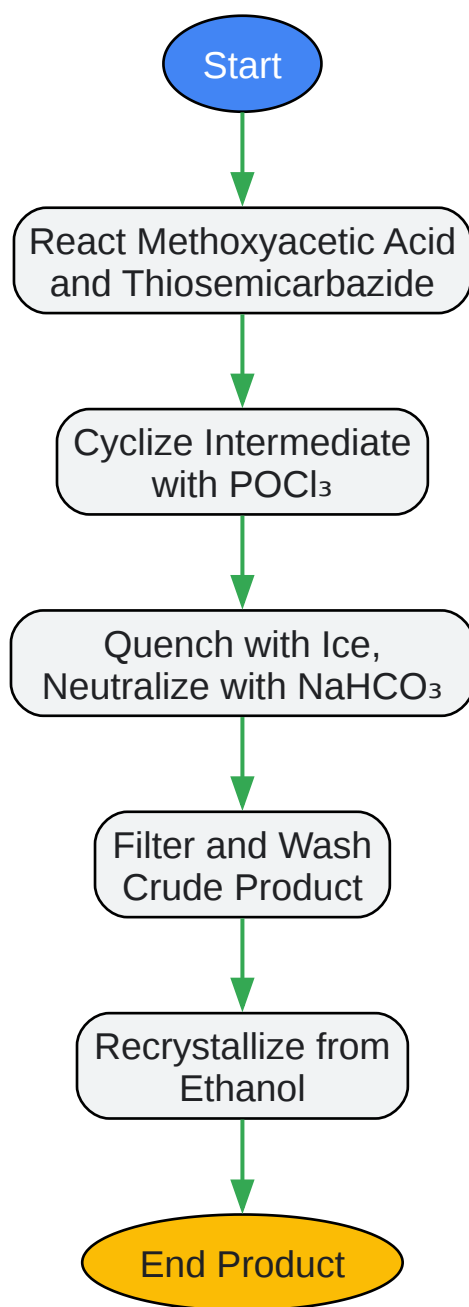 Start
React Methoxyacetic Acid
and Thiosemicarbazide
Cyclize Intermediate
with POCl₃
Quench with Ice,
Neutralize with NaHCO₃
Filter and Wash
Crude Product
Recrystallize from
Ethanol
End Product